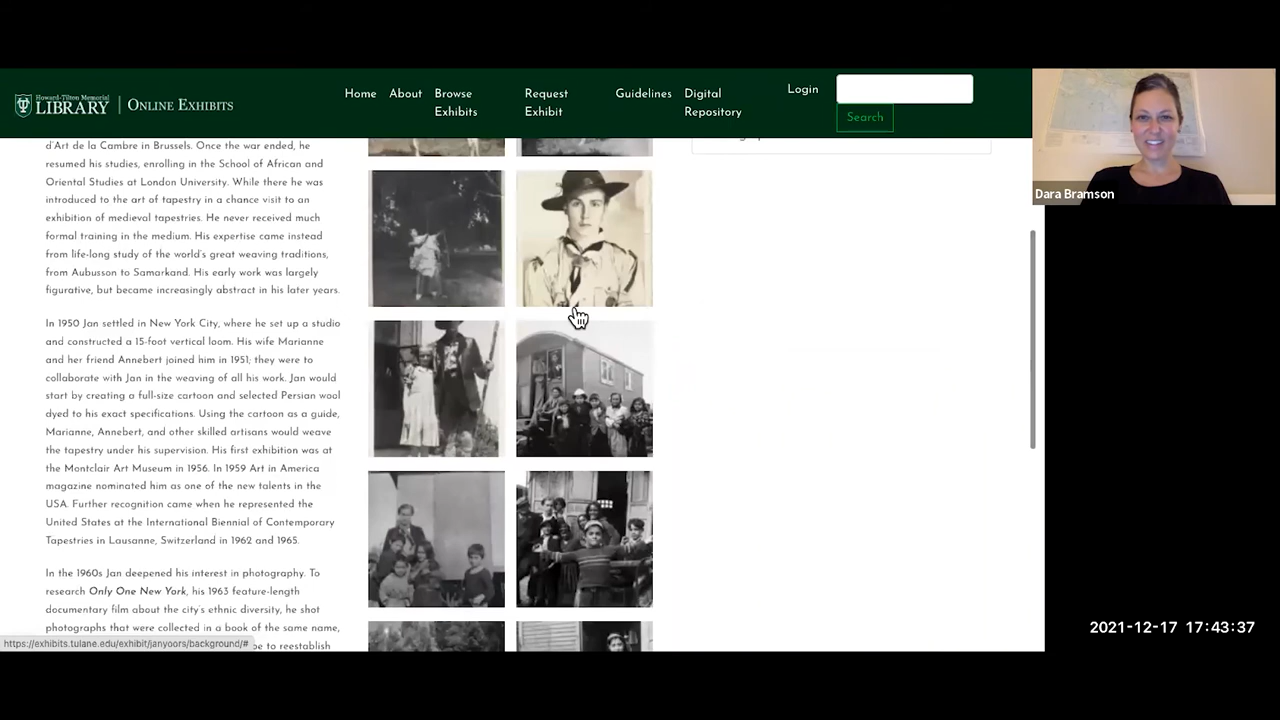 Howard-Tilton Memorial
LIBRARY
ONLINE EXHIBITS
Home
About
Browse
Exhibits
Request
Exhibit
Guidelines
Digital
Repository
Login
Search
Dara Bramson
d'Art de la Cambre in Brussels. Once the war ended, he
resumed his studies, enrolling in the School of African and
Oriental Studies at London University. While there he was
introduced to the art of tapestry in a chance visit to an
exhibition of medieval tapestries. He never received much
formal training in the medium. His expertise came instead
from life-long study of the world's great weaving traditions,
from Aubusson to Samarkand. His early work was largely
figurative, but became increasingly abstract in his later years.
In 1950 Jan settled in New York City, where he set up a studio
and constructed a 15-foot vertical loom. His wife Marianne
and her friend Annebert joined him in 1951; they were to
collaborate with Jan in the weaving of all his work. Jan would
start by creating a full-size cartoon and selected Persian wool
dyed to his exact specifications. Using the cartoon as a guide,
Marianne, Annebert, and other skilled artisans would weave
the tapestry under his supervision. His first exhibition was at
the Montclair Art Museum in 1956. In 1959 Art in America
magazine nominated him as one of the new talents in the
USA. Further recognition came when he represented the
United States at the International Biennial of Contemporary
Tapestries in Lausanne, Switzerland in 1962 and 1965.
In the 1960s Jan deepened his interest in photography. To
research Only One New York, his 1963 feature-length
documentary film about the city's ethnic diversity, he shot
photographs that were collected in a book of the same name,
https://exhibits.tulane.edu/exhibit/janyoors/background/#
to reestablish
2021-12-17 17:43:37